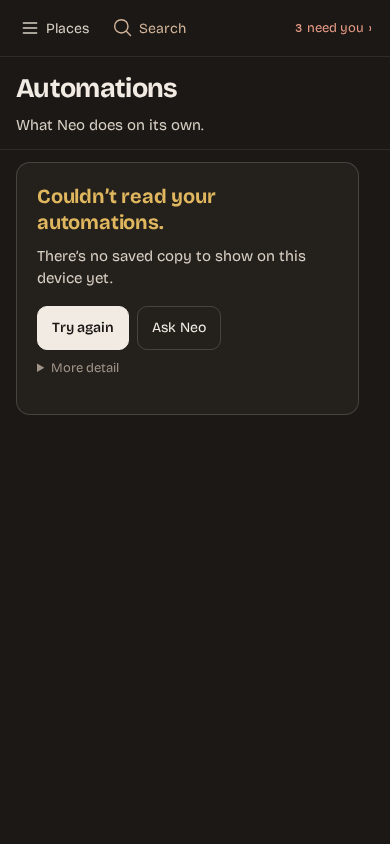 Places
Search
3 need you ›
Automations
What Neo does on its own.
Couldn’t read your
automations.
There’s no saved copy to show on this
device yet.
Try again
Ask Neo
More detail